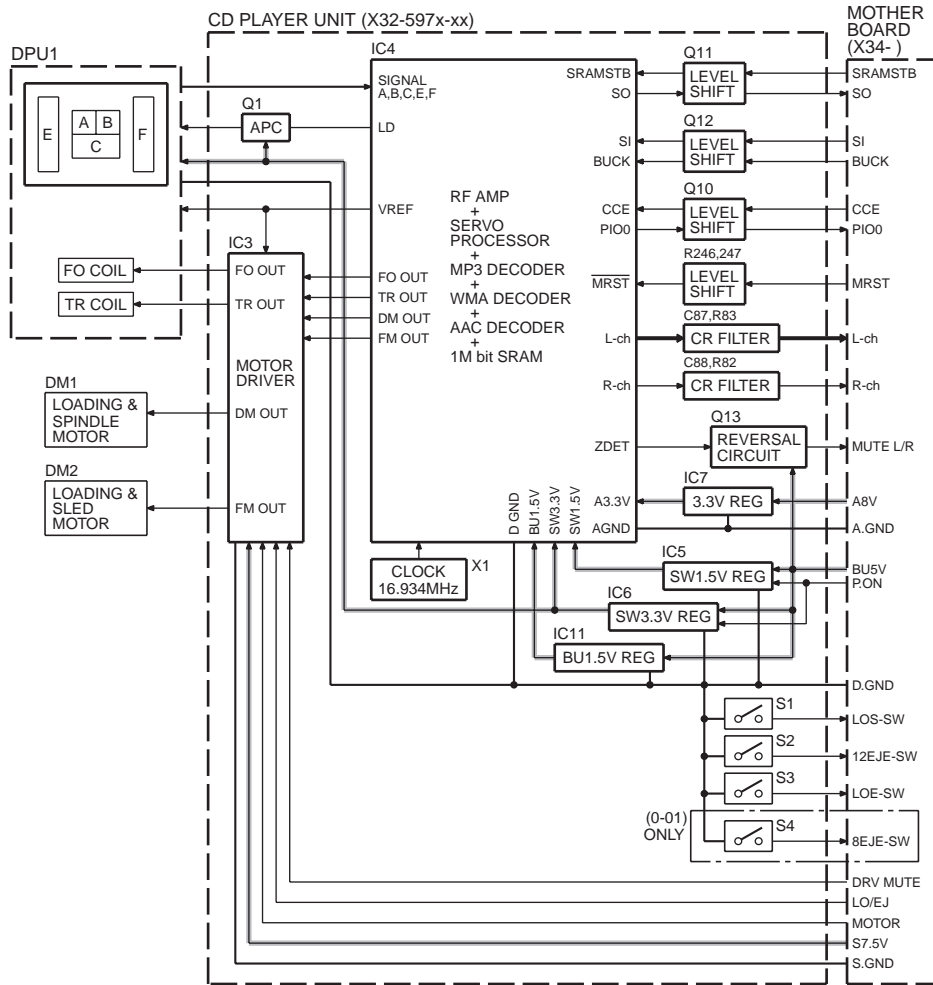 CD PLAYER UNIT (X32-597x-xx)
MOTHER
BOARD
(X34- )
DPU1
E
A
B
C
F
FO COIL
TR COIL
DM1
LOADING &
SPINDLE
MOTOR
DM2
LOADING &
SLED
MOTOR
Q1
APC
IC3
FO OUT
TR OUT
MOTOR
DRIVER
DM OUT
FM OUT
IC4
SIGNAL
A,B,C,E,F
LD
VREF
FO OUT
TR OUT
DM OUT
FM OUT
RF AMP
+
SERVO
PROCESSOR
+
MP3 DECODER
+
WMA DECODER
+
AAC DECODER
+
1M bit SRAM
SRAMSTB
SO
SI
BUCK
CCE
PIO0
MRST
L-ch
R-ch
ZDET
A3.3V
AGND
D GND
BU1.5V
SW3.3V
SW1.5V
CLOCK
16.934MHz
X1
Q11
LEVEL
SHIFT
Q12
LEVEL
SHIFT
Q10
LEVEL
SHIFT
R246,247
LEVEL
SHIFT
C87,R83
CR FILTER
C88,R82
CR FILTER
Q13
REVERSAL
CIRCUIT
IC7
3.3V REG
IC5
SW1.5V REG
IC6
SW3.3V REG
IC11
BU1.5V REG
S1
S2
S3
(0-01)
ONLY
S4
SRAMSTB
SO
SI
BUCK
CCE
PIO0
MRST
L-ch
R-ch
MUTE L/R
A8V
A.GND
BU5V
P.ON
D.GND
LOS-SW
12EJE-SW
LOE-SW
8EJE-SW
DRV MUTE
LO/EJ
MOTOR
S7.5V
S.GND